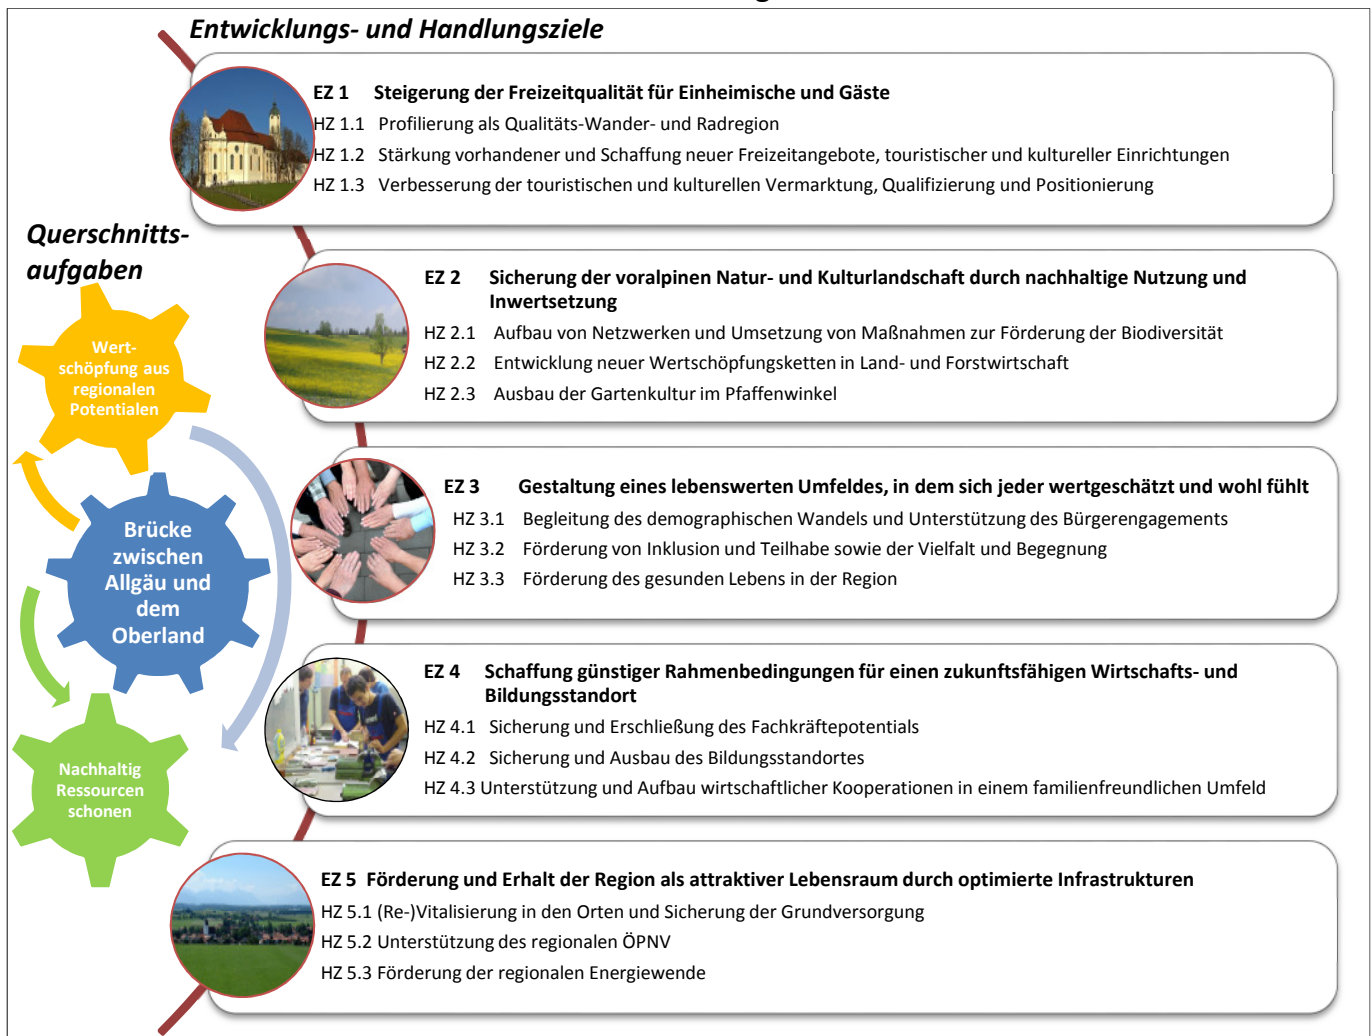 Entwicklungs- und Handlungsziele
EZ 1 Steigerung der Freizeitqualität für Einheimische und Gäste
HZ 1.1 Profilierung als Qualitäts-Wander- und Radregion
HZ 1.2 Stärkung vorhandener und Schaffung neuer Freizeitangebote, touristischer und kultureller Einrichtungen
HZ 1.3 Verbesserung der touristischen und kulturellen Vermarktung, Qualifizierung und Positionierung
Querschnitts-
aufgaben
Wert-
schöpfung aus
regionalen
Potentialen
Brücke
zwischen
Allgäu und
dem
Oberland
Nachhaltig
Ressourcen
schonen
EZ 2 Sicherung der voralpinen Natur- und Kulturlandschaft durch nachhaltige Nutzung und
Inwertsetzung
HZ 2.1 Aufbau von Netzwerken und Umsetzung von Maßnahmen zur Förderung der Biodiversität
HZ 2.2 Entwicklung neuer Wertschöpfungsketten in Land- und Forstwirtschaft
HZ 2.3 Ausbau der Gartenkultur im Pfaffenwinkel
EZ 3 Gestaltung eines lebenswerten Umfeldes, in dem sich jeder wertgeschätzt und wohl fühlt
HZ 3.1 Begleitung des demographischen Wandels und Unterstützung des Bürgerengagements
HZ 3.2 Förderung von Inklusion und Teilhabe sowie der Vielfalt und Begegnung
HZ 3.3 Förderung des gesunden Lebens in der Region
EZ 4 Schaffung günstiger Rahmenbedingungen für einen zukunftsfähigen Wirtschafts- und
Bildungsstandort
HZ 4.1 Sicherung und Erschließung des Fachkräftepotentials
HZ 4.2 Sicherung und Ausbau des Bildungsstandortes
HZ 4.3 Unterstützung und Aufbau wirtschaftlicher Kooperationen in einem familienfreundlichen Umfeld
EZ 5 Förderung und Erhalt der Region als attraktiver Lebensraum durch optimierte Infrastrukturen
HZ 5.1 (Re-)Vitalisierung in den Orten und Sicherung der Grundversorgung
HZ 5.2 Unterstützung des regionalen ÖPNV
HZ 5.3 Förderung der regionalen Energiewende